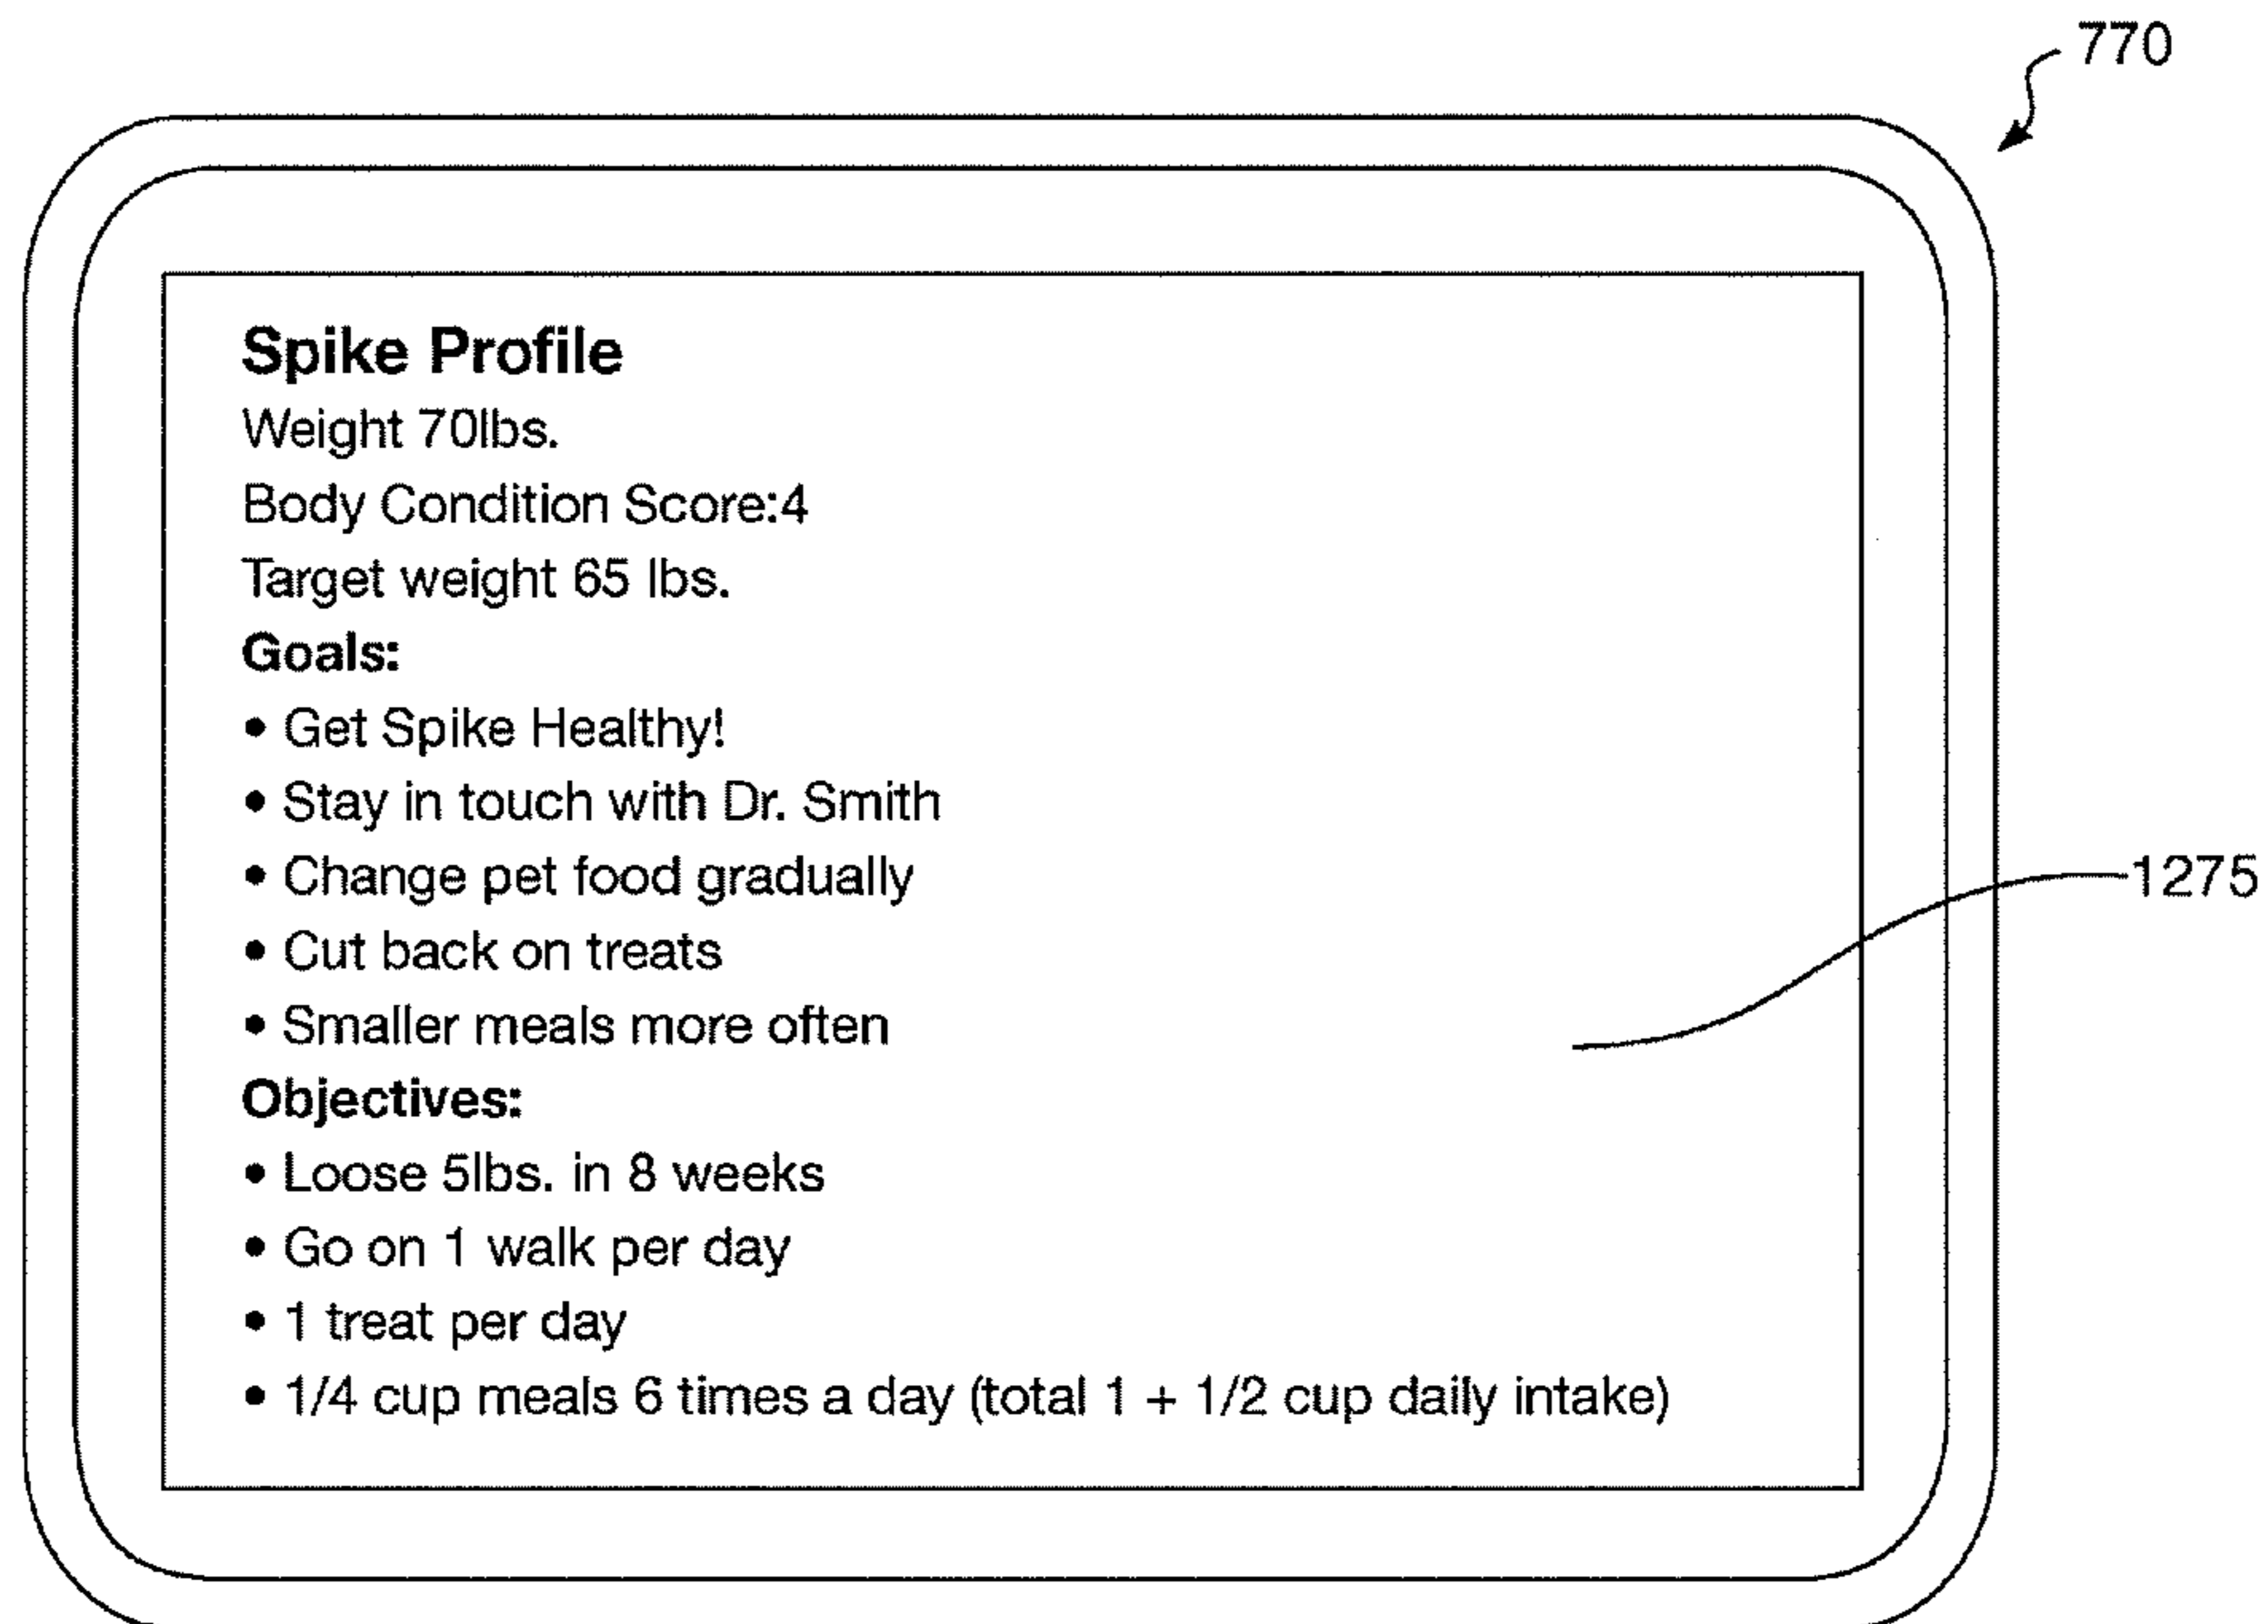 770
Spike Profile
Weight 70lbs.
Body Condition Score:4
Target weight 65 lbs.
Goals:
• Get Spike Healthy!
• Stay in touch with Dr. Smith
• Change pet food gradually
1275
• Cut back on treats
• Smaller meals more often
Objectives:
• Loose 5lbs. in 8 weeks
• Go on 1 walk per day
• 1 treat per day
• 1/4 cup meals 6 times a day (total 1 + 1/2 cup daily intake)